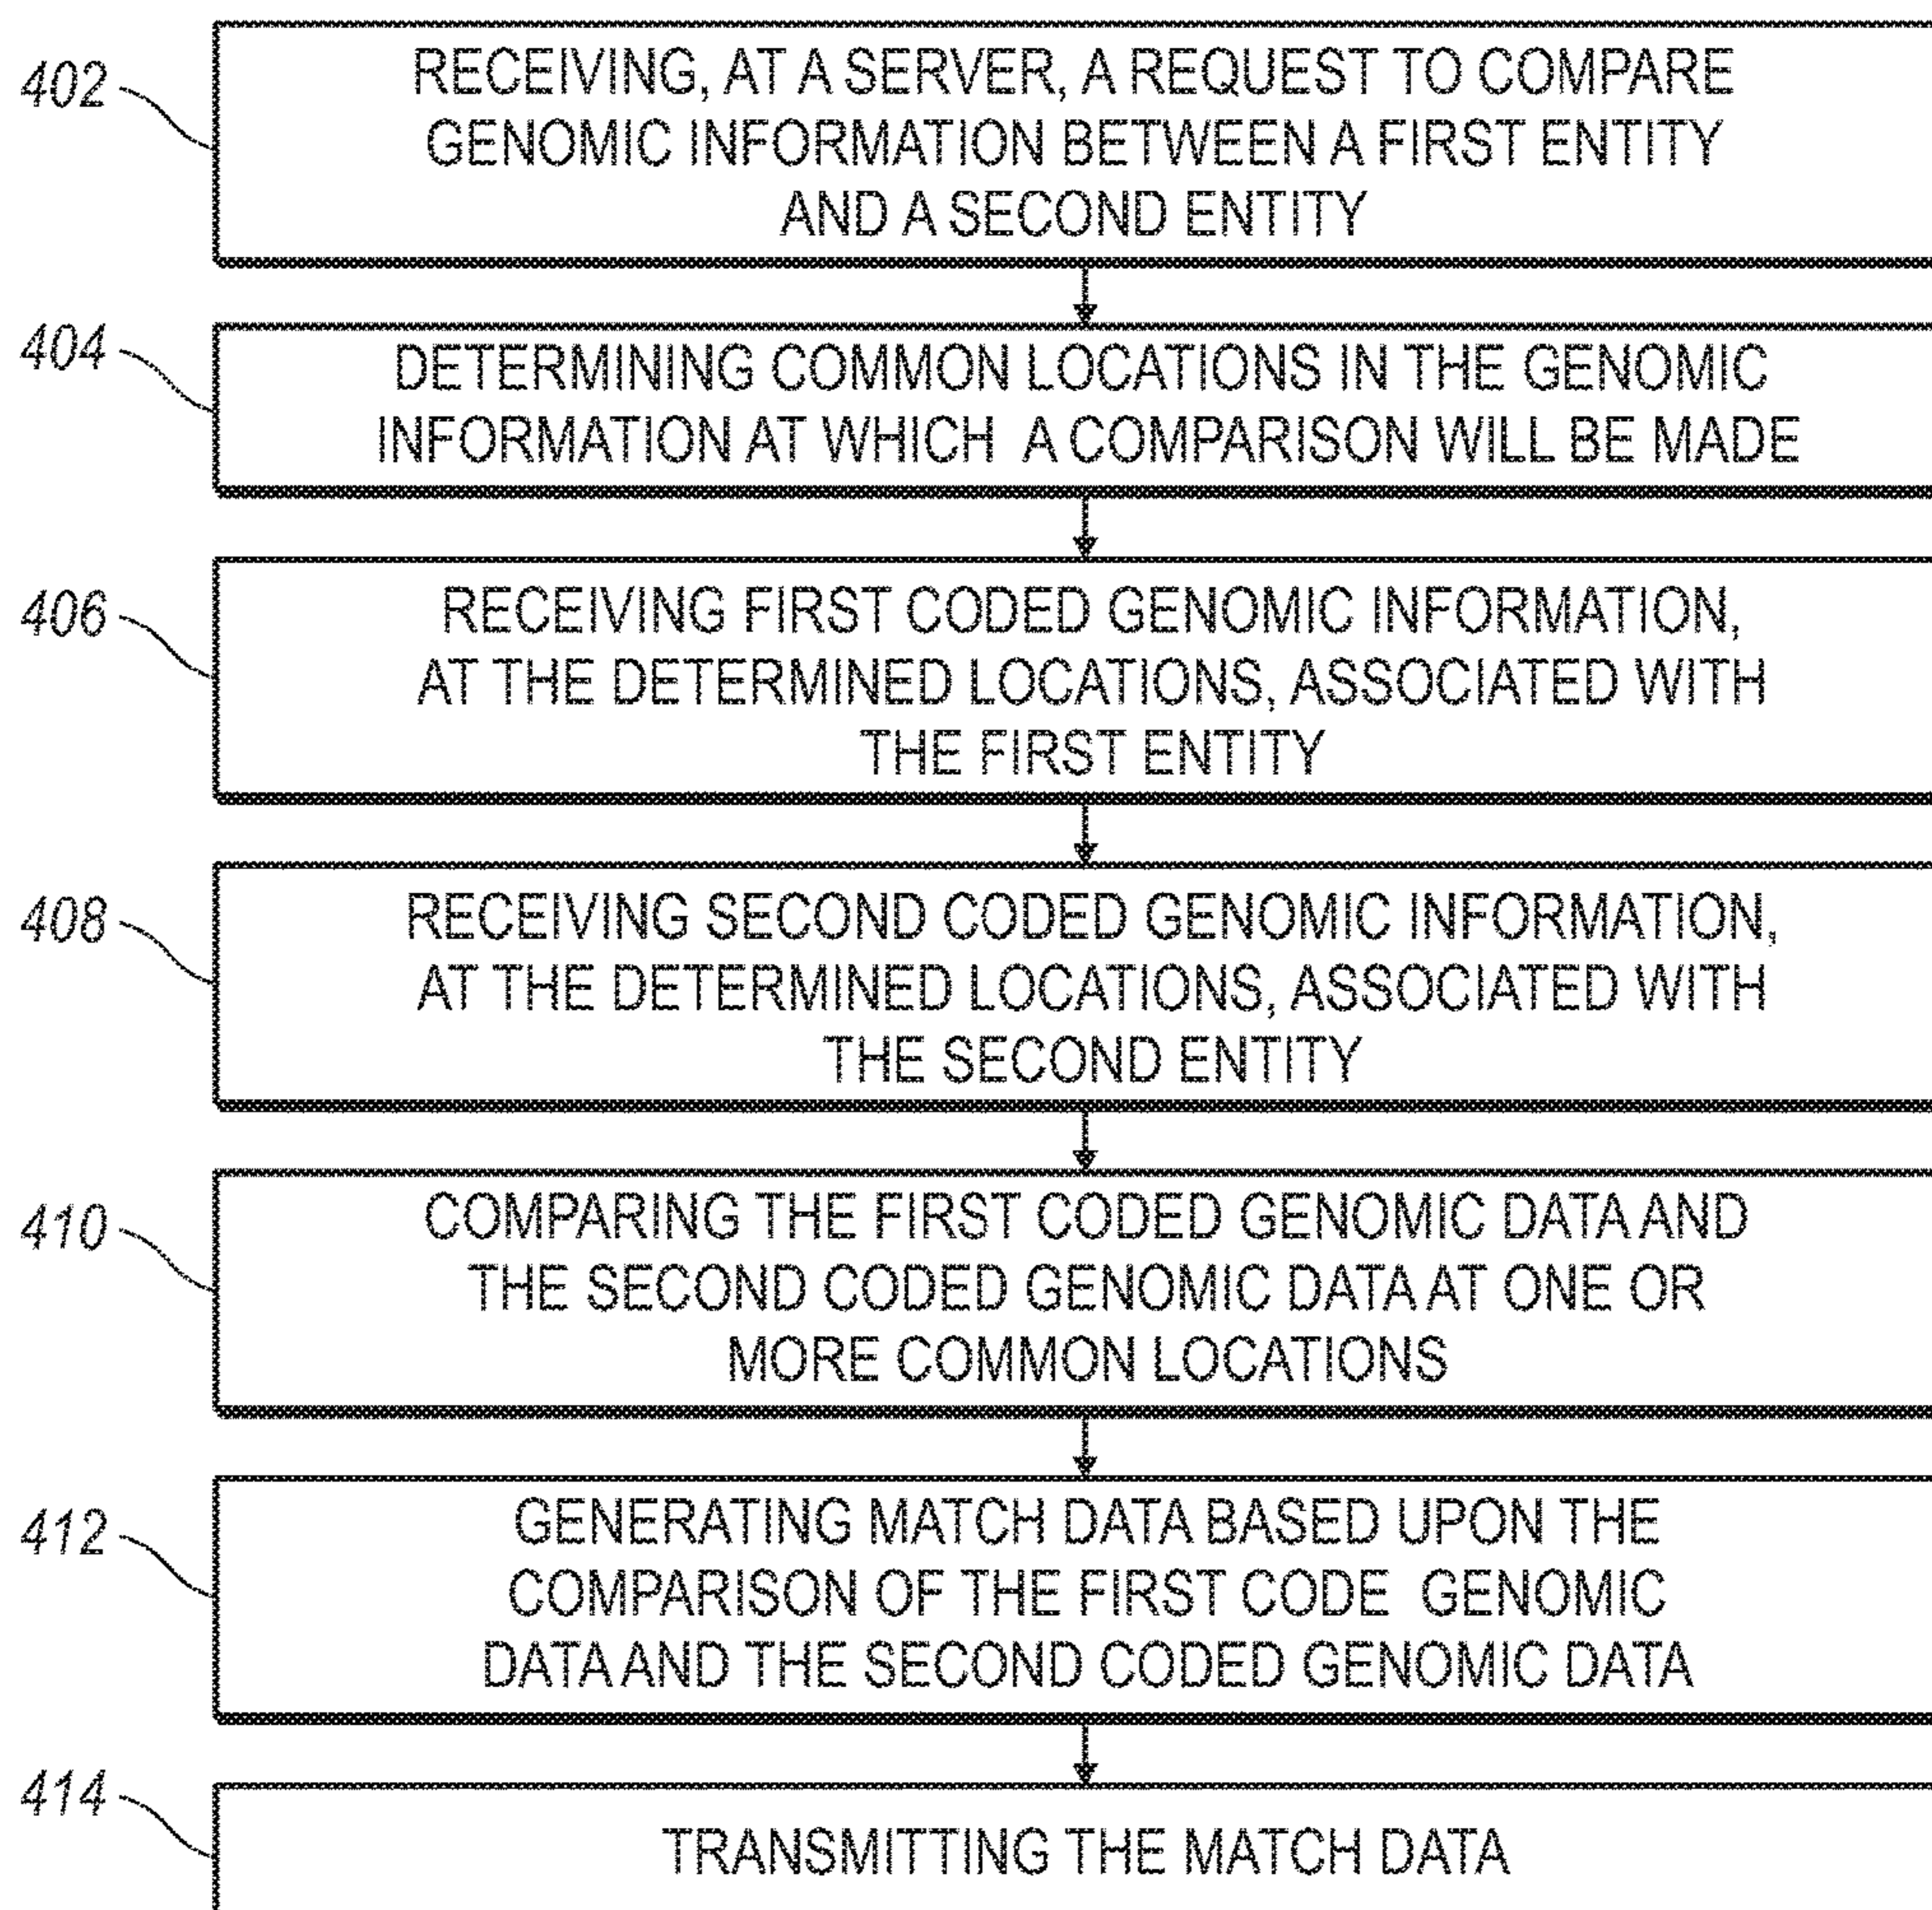 402
RECEIVING, AT A SERVER, A REQUEST TO COMPARE
GENOMIC INFORMATION BETWEEN A FIRST ENTITY
AND A SECOND ENTITY
404
DETERMINING COMMON LOCATIONS IN THE GENOMIC
INFORMATION AT WHICH A COMPARISON WILL BE MADE
406
RECEIVING FIRST CODED GENOMIC INFORMATION,
AT THE DETERMINED LOCATIONS, ASSOCIATED WITH
THE FIRST ENTITY
408
RECEIVING SECOND CODED GENOMIC INFORMATION,
AT THE DETERMINED LOCATIONS, ASSOCIATED WITH
THE SECOND ENTITY
410
COMPARING THE FIRST CODED GENOMIC DATA AND
THE SECOND CODED GENOMIC DATA AT ONE OR
MORE COMMON LOCATIONS
412
GENERATING MATCH DATA BASED UPON THE
COMPARISON OF THE FIRST CODE GENOMIC
DATA AND THE SECOND CODED GENOMIC DATA
414
TRANSMITTING THE MATCH DATA